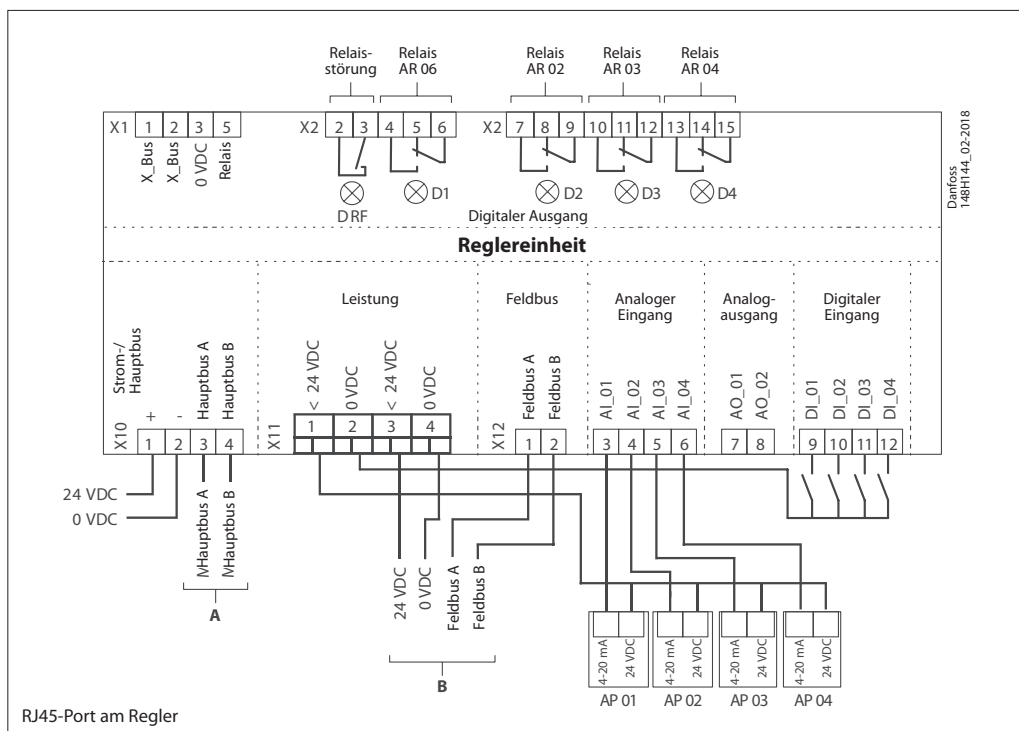 Relais-
störung
Relais
AR 06
Relais
AR 02
Relais
AR 03
Relais
AR 04
X1 1 2 3 5
X2 2 3 4 5 6
X2 7 8 9 10 11 12 13 14 15
X_Bus
X_Bus
0 VDC
Relais
D RF
D1
D2
D3
D4
Digitaler Ausgang
Danfoss
148H144_02-2018
Reglereinheit
Strom-/
Hauptbus
Leistung
Feldbus
Analoger
Eingang
Analog-
ausgang
Digitaler
Eingang
+
-
Hauptbus A
Hauptbus B
< 24 VDC
0 VDC
< 24 VDC
0 VDC
Feldbus A
Feldbus B
AI_01
AI_02
AI_03
AI_04
AO_01
AO_02
DI_01
DI_02
DI_03
DI_04
X10 1 2 3 4
X11 1 2 3 4
X12 1 2 3 4 5 6 7 8 9 10 11 12
24 VDC
0 VDC
Hauptbus A
Hauptbus B
A
24 VDC
0 VDC
Feldbus A
Feldbus B
B
4-20 mA
24 VDC
4-20 mA
24 VDC
4-20 mA
24 VDC
4-20 mA
24 VDC
AP 01
AP 02
AP 03
AP 04
RJ45-Port am Regler